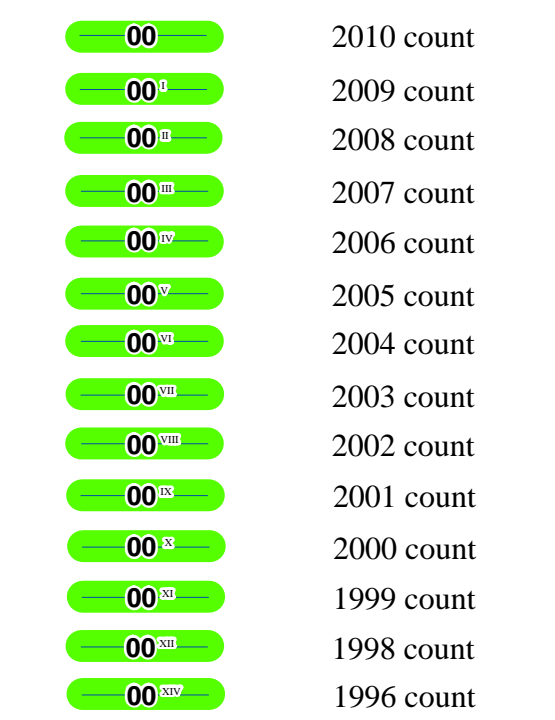 00 2010 count
00 I 2009 count
00 II 2008 count
00 III 2007 count
00 IV 2006 count
00 V 2005 count
00 VI 2004 count
00 VII 2003 count
00 VIII 2002 count
00 IX 2001 count
00 X 2000 count
00 XI 1999 count
00 XII 1998 count
00 XIV 1996 count